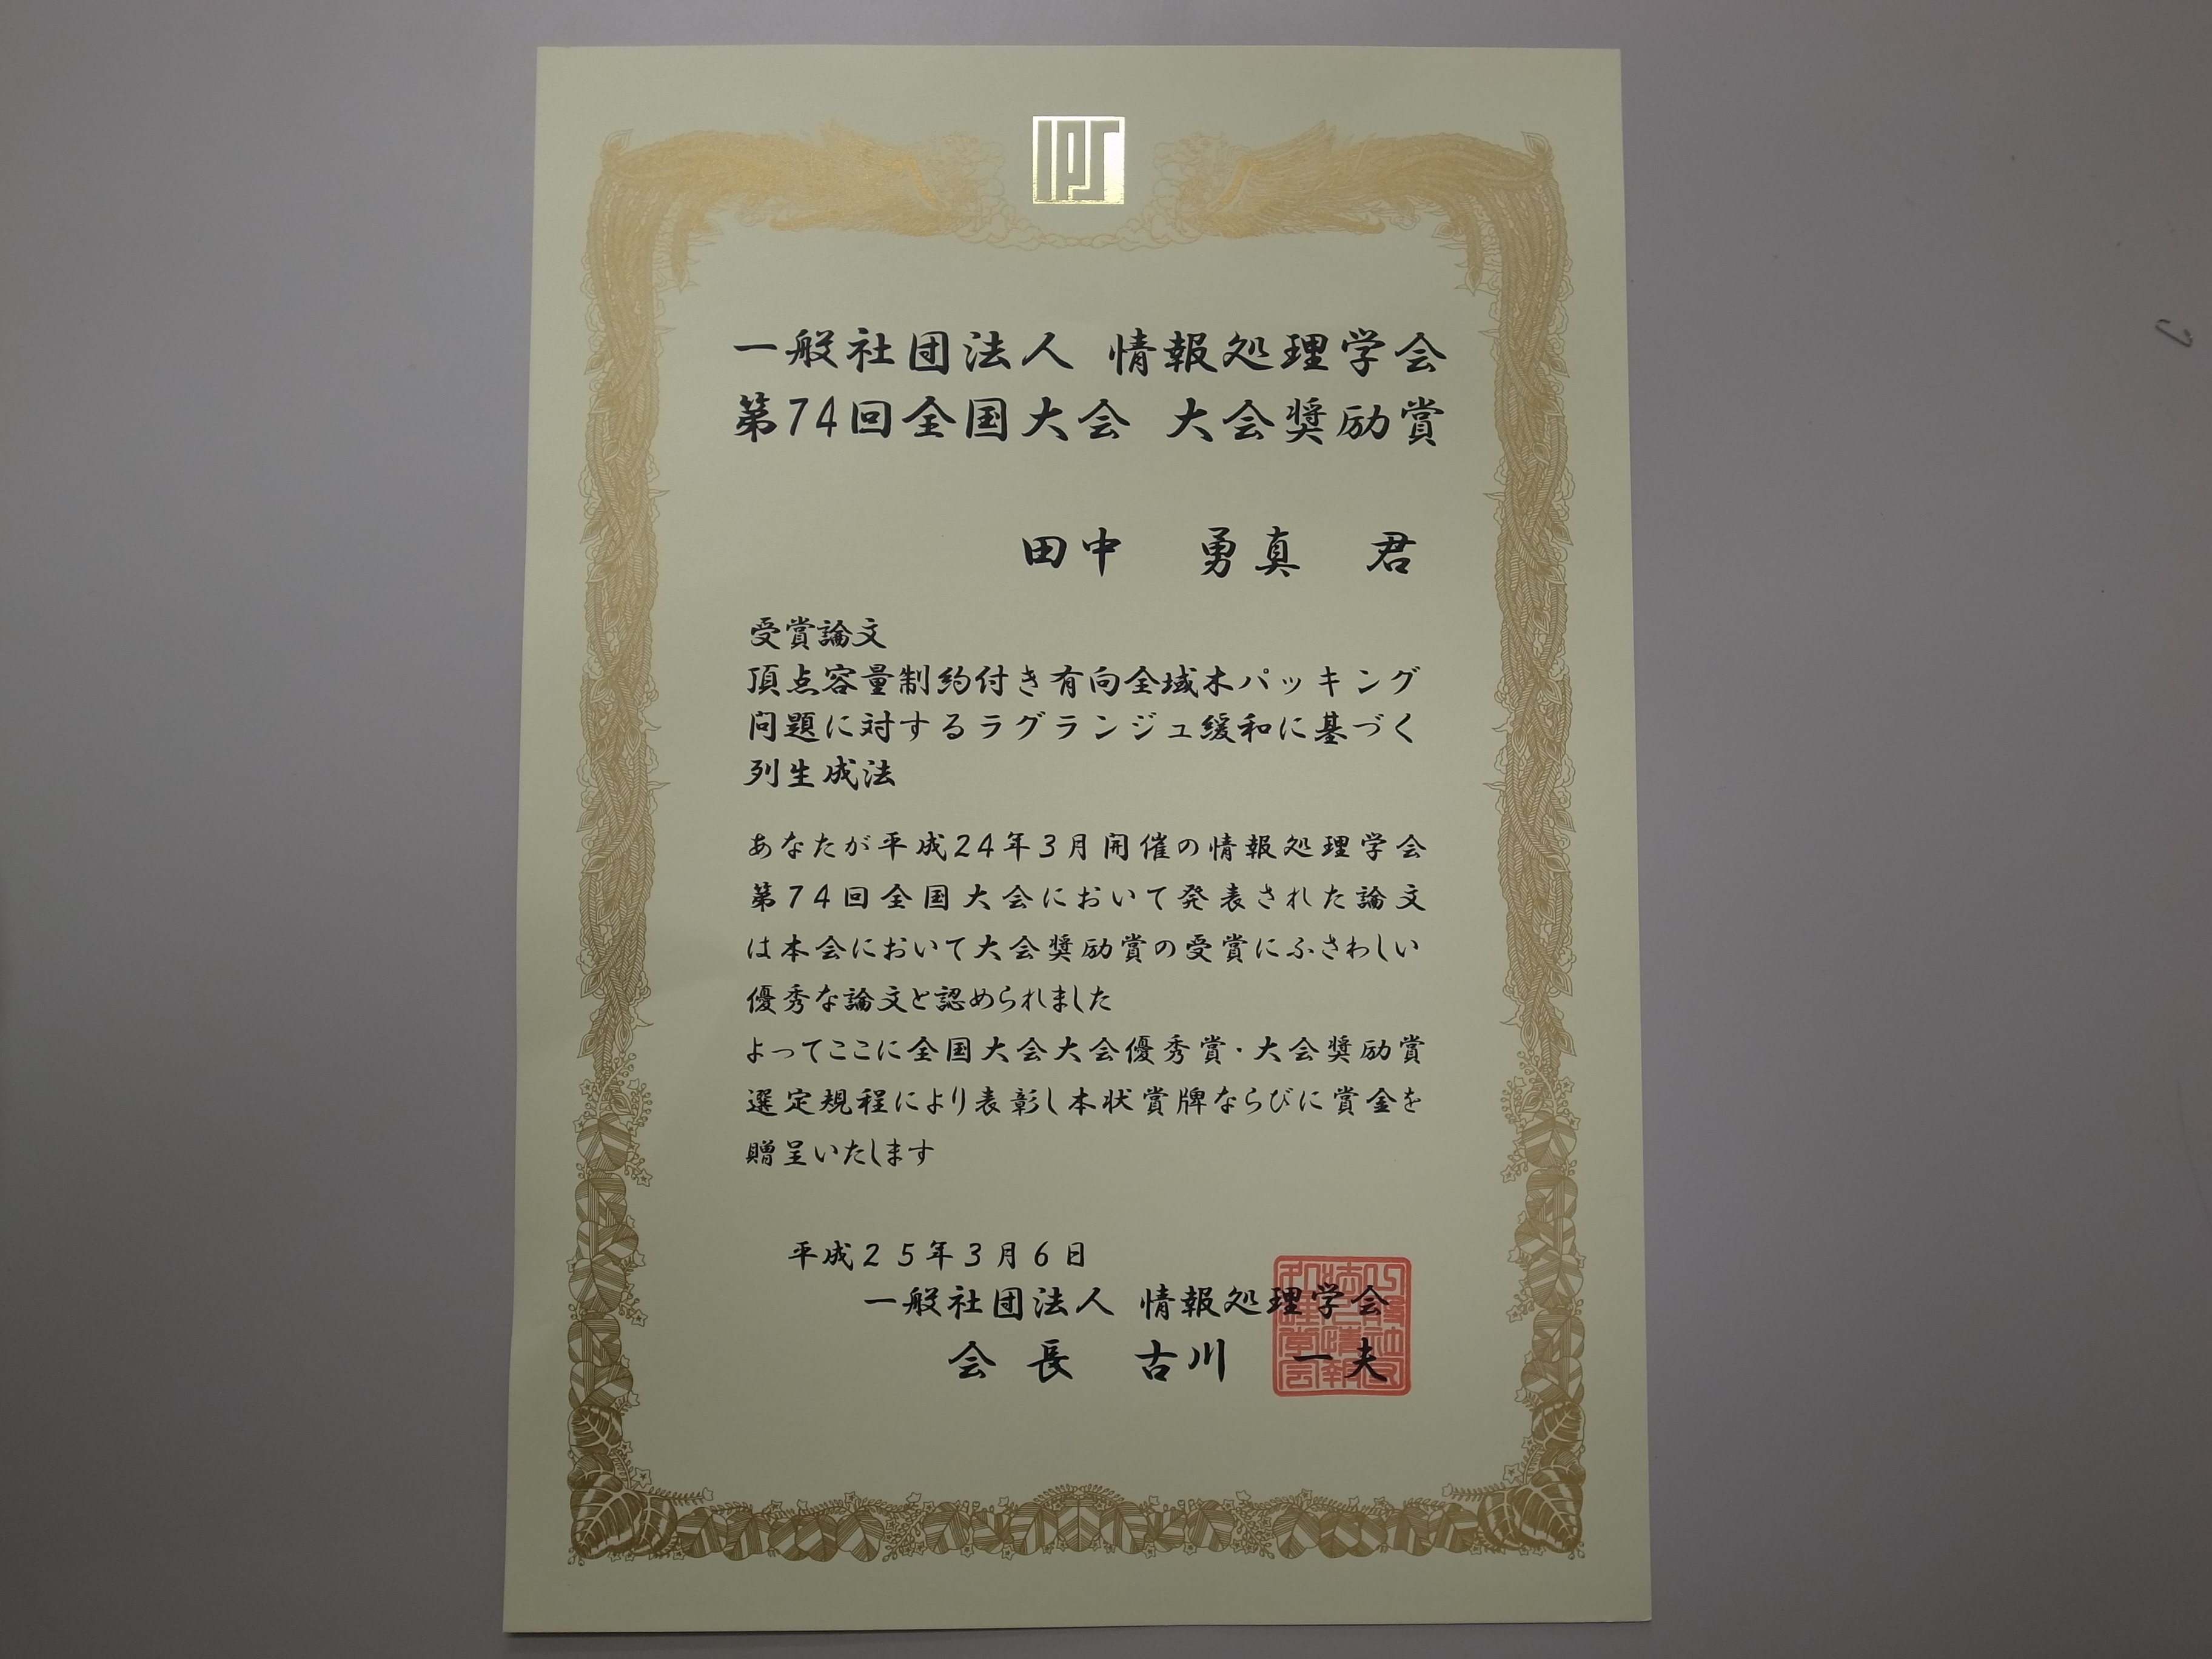 IPS
一般社団法人 情報処理学会
第74回全国大会 大会奨励賞
田中 勇真 君
受賞論文
頂点容量制約付き有向全域木パッキング
問題に対するラグランジュ緩和に基づく
列生成法
あなたが平成24年3月開催の情報処理学会
第74回全国大会において発表された論文
は本会において大会奨励賞の受賞にふさわしい
優秀な論文と認められました
よってここに全国大会大会優秀賞・大会奨励賞
選定規程により表彰し本状賞牌ならびに賞金を
贈呈いたします
平成25年3月6日
一般社団法人 情報処理学会
会長 古川 一夫